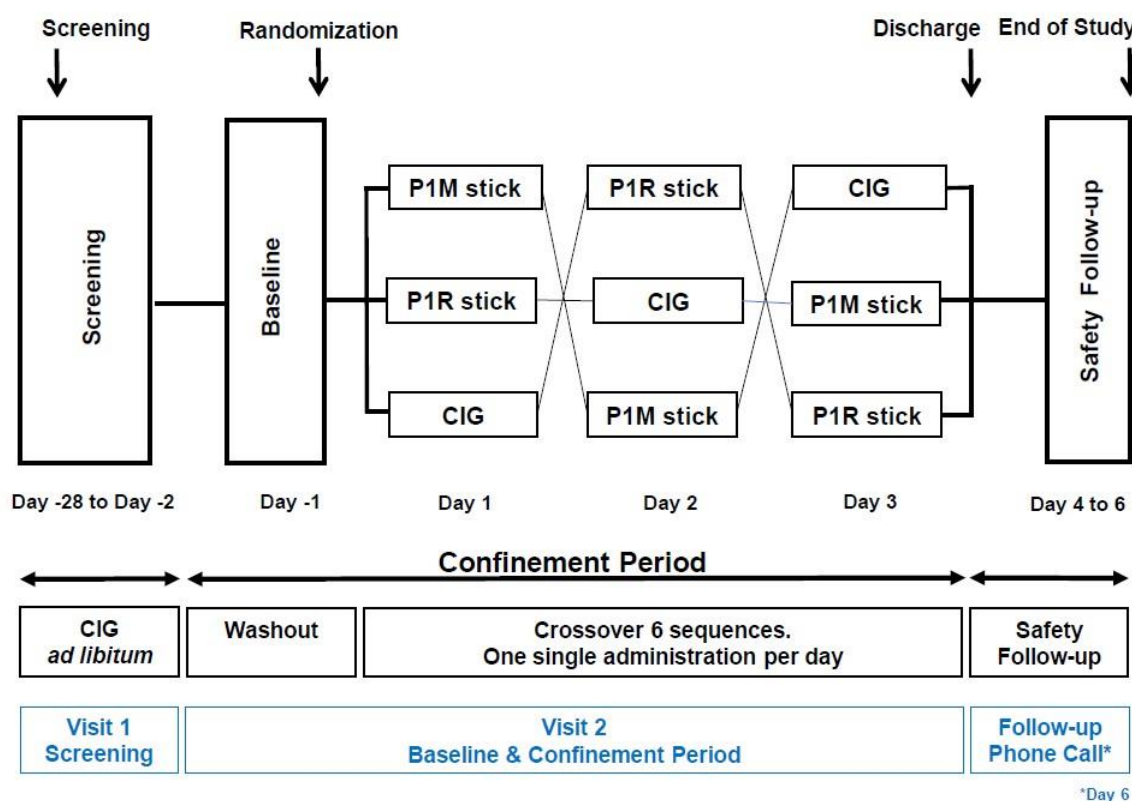 Screening
Randomization
Discharge
End of Study
Screening
Baseline
P1M stick
P1R stick
CIG
P1R stick
CIG
P1M stick
CIG
P1M stick
P1R stick
Safety Follow-up
Day -28 to Day -2
Day -1
Day 1
Day 2
Day 3
Day 4 to 6
Confinement Period
CIG
ad libitum
Washout
Crossover 6 sequences.
One single administration per day
Safety
Follow-up
Visit 1
Screening
Visit 2
Baseline & Confinement Period
Follow-up
Phone Call*
*Day 6